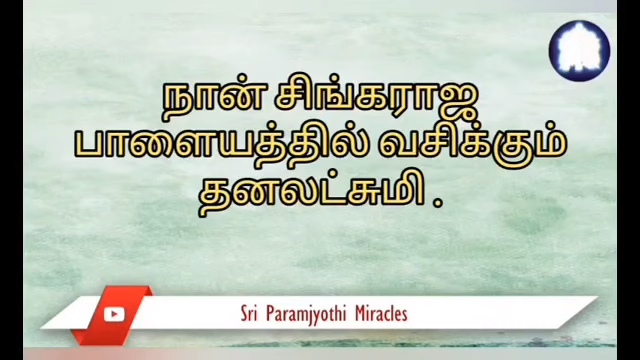 நான் சிங்கராஜ
பாளையத்தில் வசிக்கும்
தனலட்சுமி .
Sri Paramjyothi Miracles